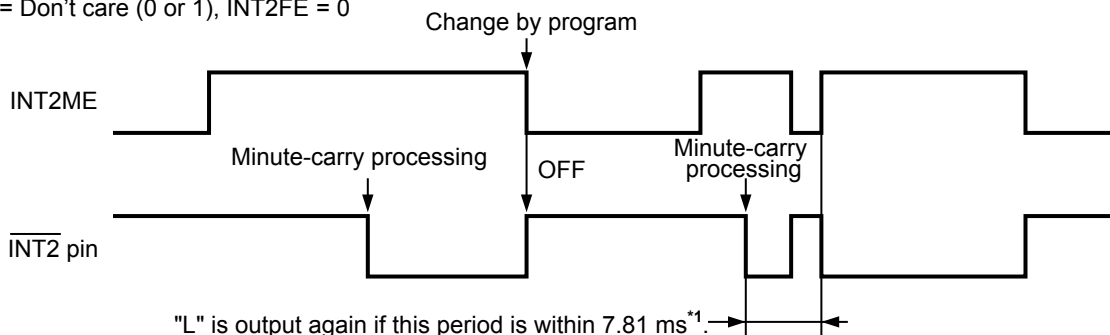 = Don't care (0 or 1), INT2FE = 0
Change by program
INT2ME
Minute-carry processing
OFF
Minute-carry
processing
INT2 pin
"L" is output again if this period is within 7.81 ms*1.